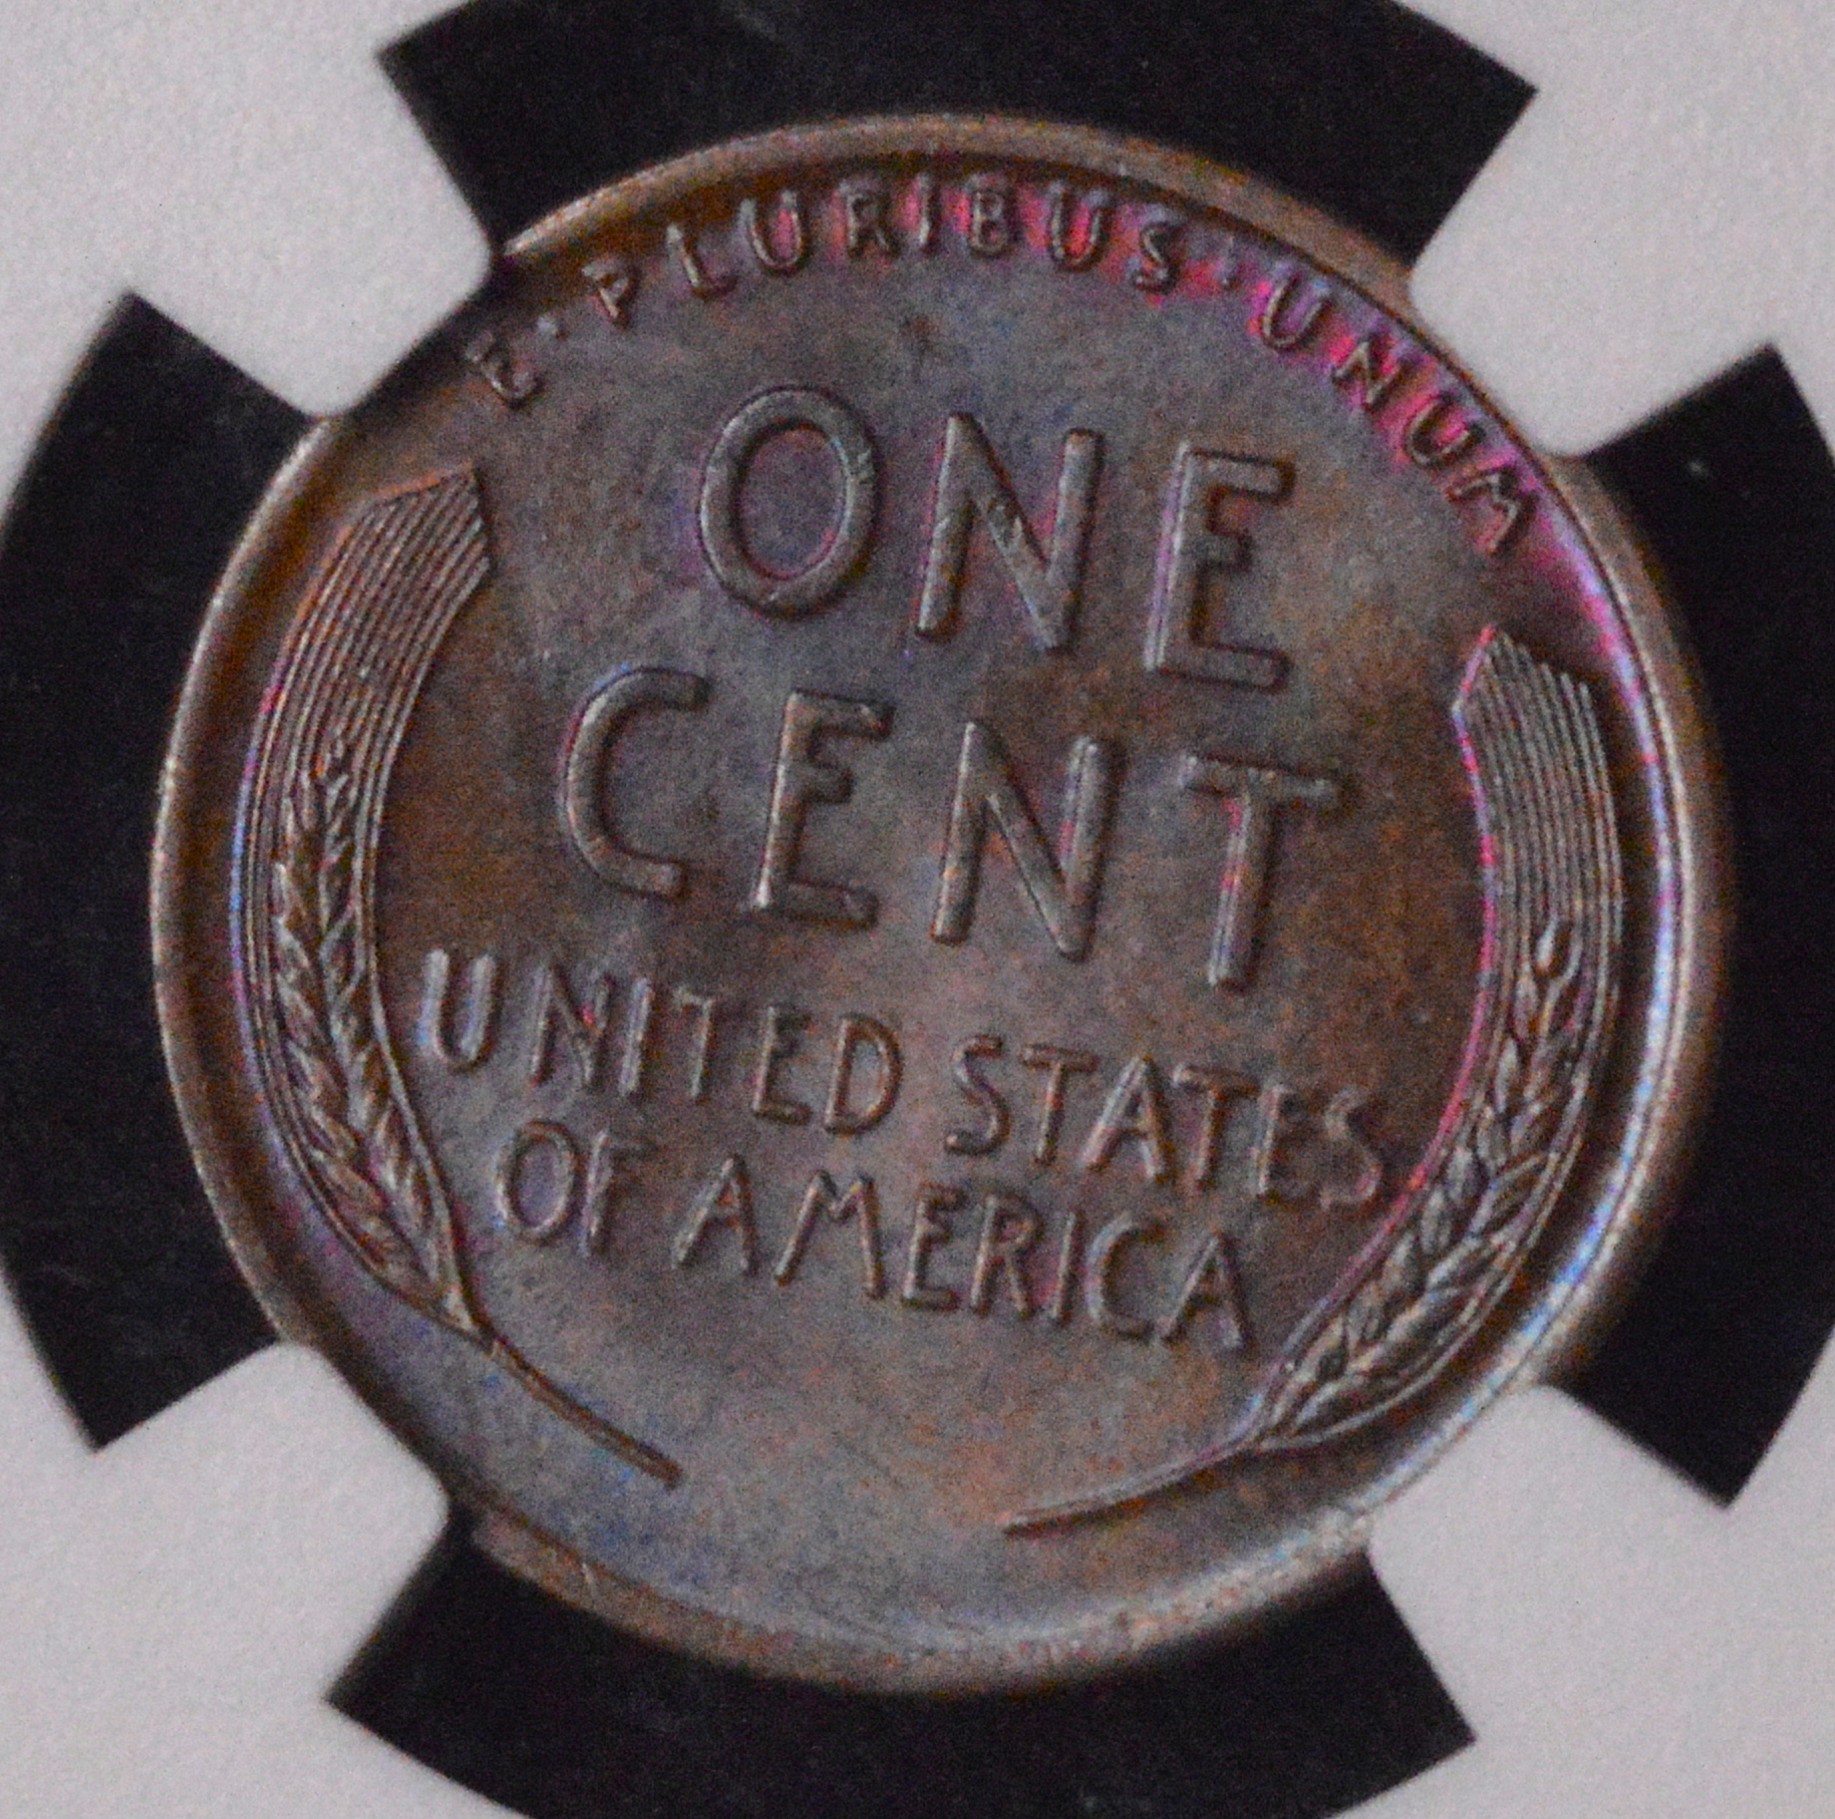 E·PLURIBUS·UNUM
ONE
CENT
UNITED STATES
OF AMERICA